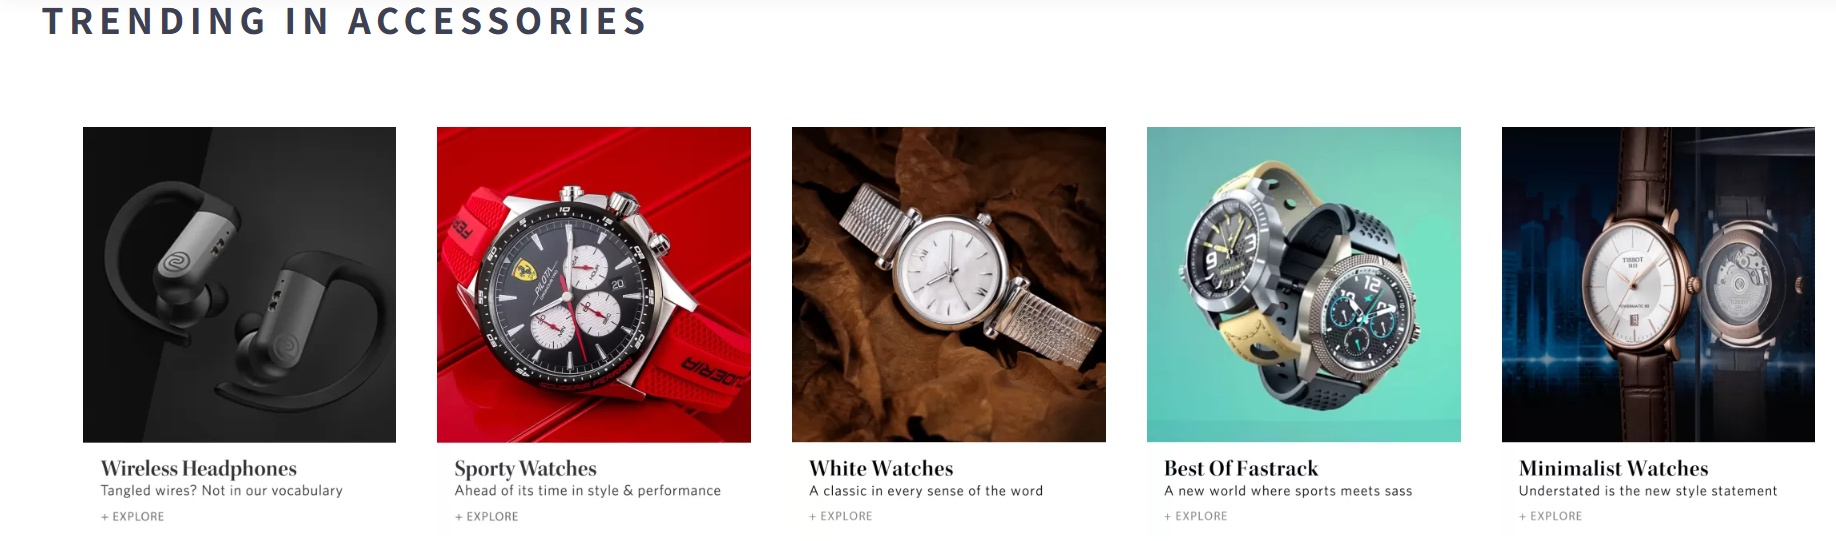 TRENDING IN ACCESSORIES
Wireless Headphones
Tangled wires? Not in our vocabulary
+ EXPLORE
Sporty Watches
Ahead of its time in style & performance
+ EXPLORE
White Watches
A classic in every sense of the word
+ EXPLORE
Best Of Fastrack
A new world where sports meets sass
+ EXPLORE
Minimalist Watches
Understated is the new style statement
+ EXPLORE
PILOTA
TISSOT